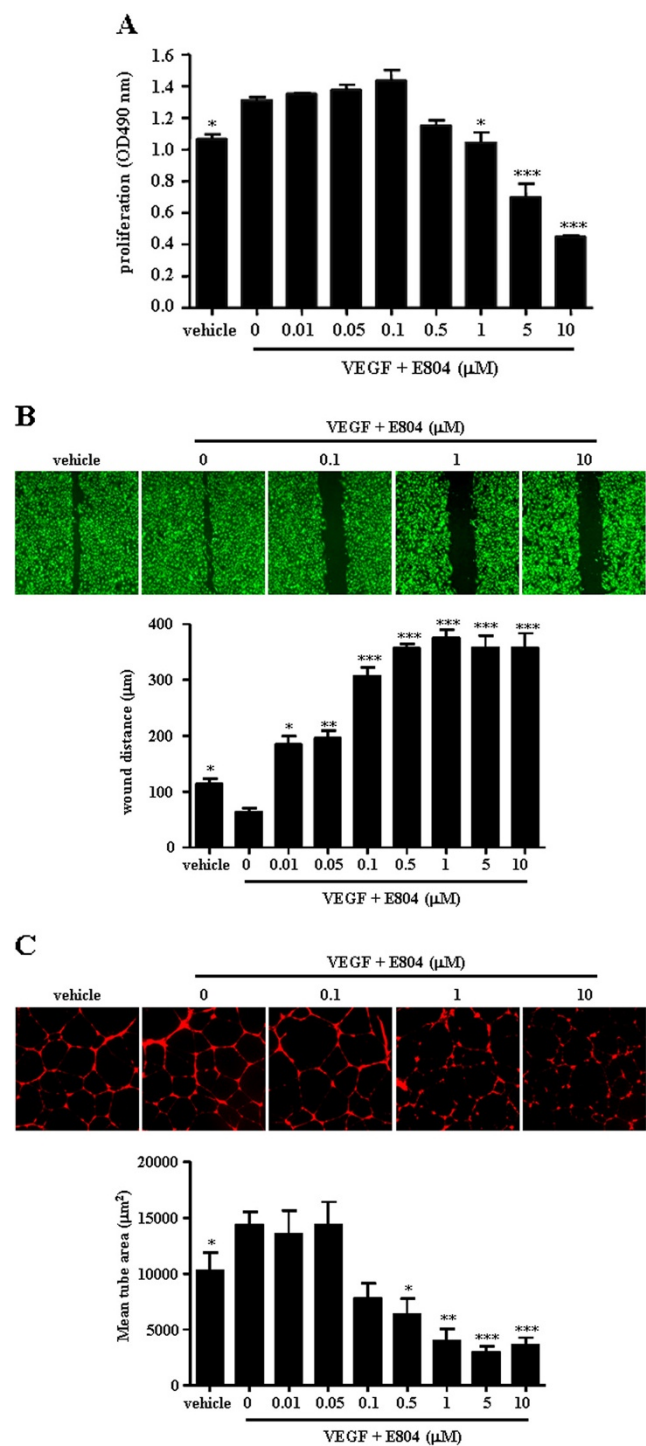 A
proliferation (OD490 nm)
1.6
1.4
1.2
1.0
0.8
0.6
0.4
1.2
0.0
* * *** ***
vehicle 0 0.01 0.05 0.1 0.5 1 5 10
VEGF + E804 (μM)
B
VEGF + E804 (μM)
vehicle 0 0.1 1 10
wound distance (μm)
400
300
200
100
0
* * ** *** *** *** *** ***
vehicle 0 0.01 0.05 0.1 0.5 1 5 10
VEGF + E804 (μM)
C
VEGF + E804 (μM)
vehicle 0 0.1 1 10
Mean tube area (μm²)
20000
15000
10000
5000
0
* * ** *** ***
vehicle 0 0.01 0.05 0.1 0.5 1 5 10
VEGF + E804 (μM)